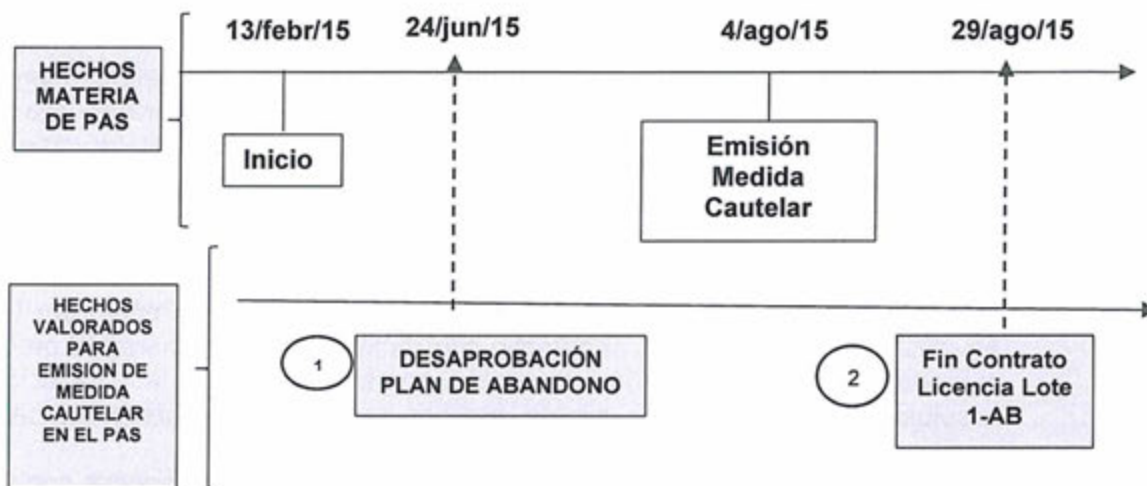 13/febr/15 24/jun/15 4/ago/15 29/ago/15
HECHOS
MATERIA
DE PAS
Inicio
Emisión
Medida
Cautelar
HECHOS
VALORADOS
PARA
EMISION DE
MEDIDA
CAUTELAR
EN EL PAS
1
DESAPROBACIÓN
PLAN DE ABANDONO
2
Fin Contrato
Licencia Lote
1-AB